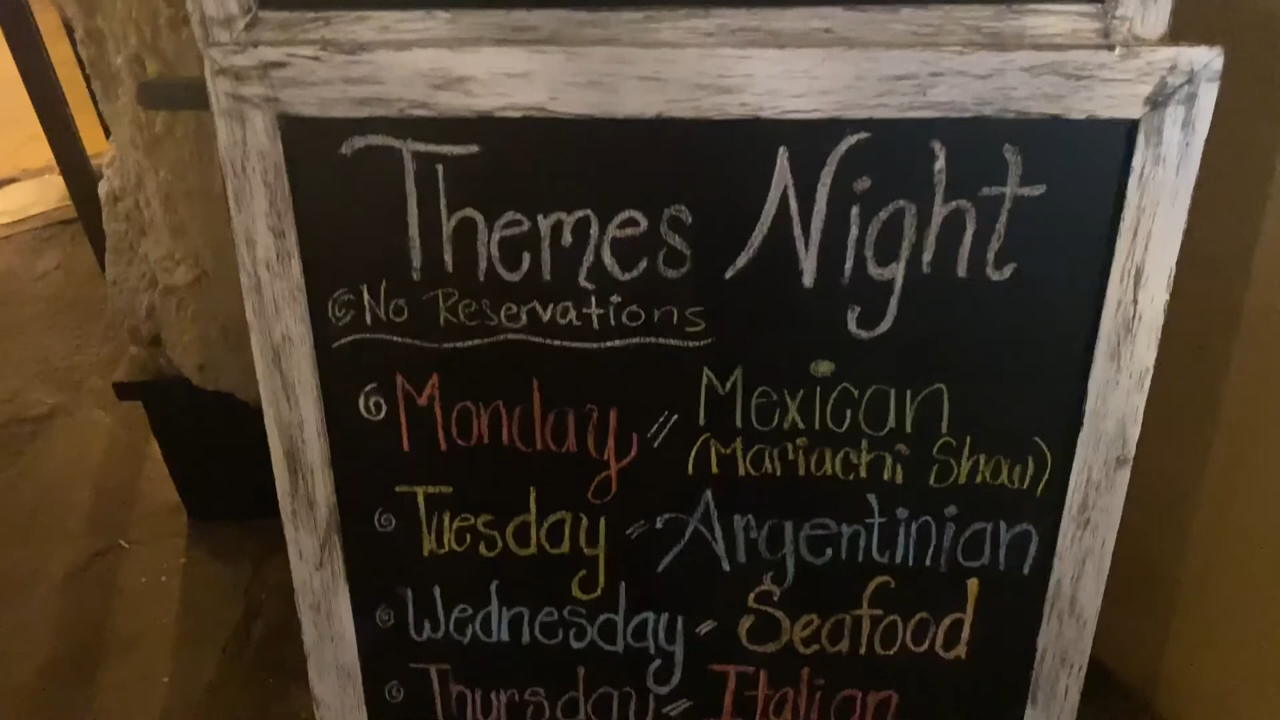 Themes Night
No Reservations
Monday = Mexican
(Mariachi Show)
Tuesday = Argentinian
Wednesday = Seafood
Thursday = Italian